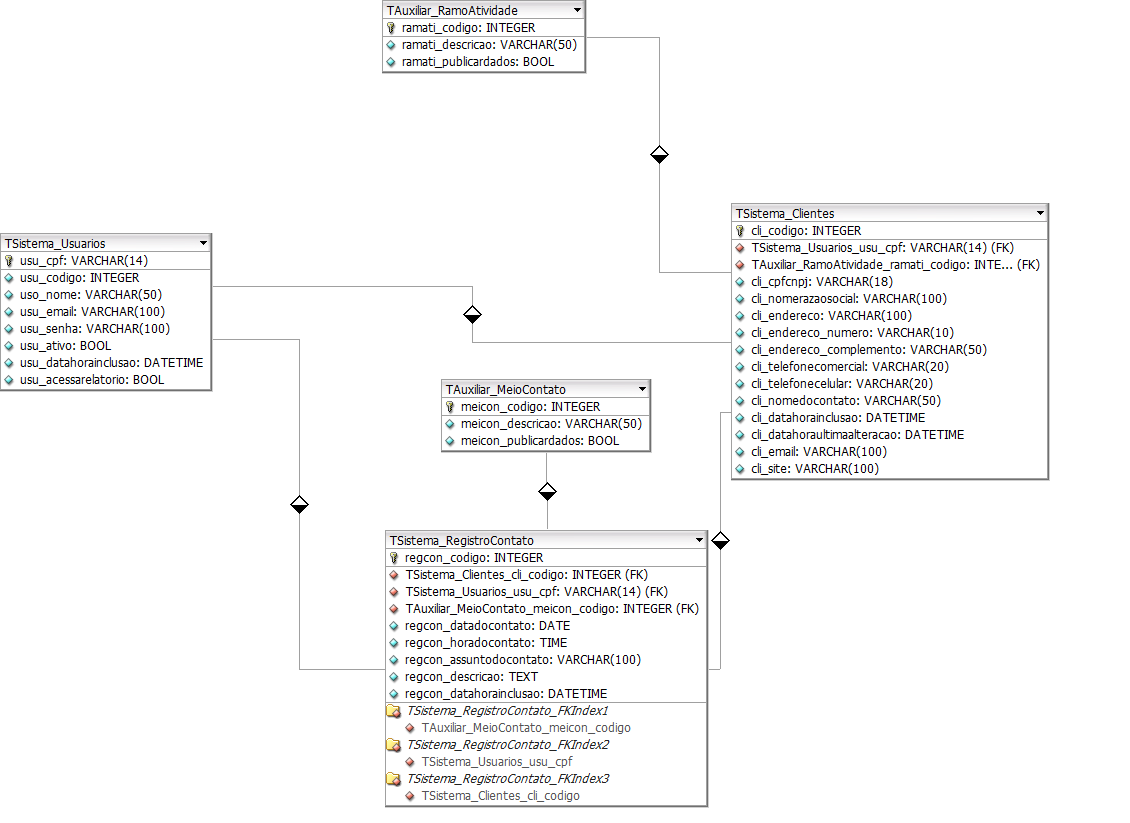 TAuxiliar_RamoAtividade
ramati_codigo: INTEGER
ramati_descricao: VARCHAR(50)
ramati_publicardados: BOOL
TSistema_Clientes
cli_codigo: INTEGER
TSistema_Usuarios_usu_cpf: VARCHAR(14) (FK)
TAuxiliar_RamoAtividade_ramati_codigo: INTE... (FK)
cli_cpfcnpj: VARCHAR(18)
cli_nomerazaosocial: VARCHAR(100)
cli_endereco: VARCHAR(100)
cli_endereco_numero: VARCHAR(10)
cli_endereco_complemento: VARCHAR(50)
cli_telefonecomercial: VARCHAR(20)
cli_telefonecelular: VARCHAR(20)
cli_nomedocontato: VARCHAR(50)
cli_datahorainclusao: DATETIME
cli_datahoraultimaalteracao: DATETIME
cli_email: VARCHAR(100)
cli_site: VARCHAR(100)
TSistema_Usuarios
usu_cpf: VARCHAR(14)
usu_codigo: INTEGER
uso_nome: VARCHAR(50)
usu_email: VARCHAR(100)
usu_senha: VARCHAR(100)
usu_ativo: BOOL
usu_datahorainclusao: DATETIME
usu_acessarelatorio: BOOL
TAuxiliar_MeioContato
meicon_codigo: INTEGER
meicon_descricao: VARCHAR(50)
meicon_publicardados: BOOL
TSistema_RegistroContato
regcon_codigo: INTEGER
TSistema_Clientes_cli_codigo: INTEGER (FK)
TSistema_Usuarios_usu_cpf: VARCHAR(14) (FK)
TAuxiliar_MeioContato_meicon_codigo: INTEGER (FK)
regcon_datadocontato: DATE
regcon_horadocontato: TIME
regcon_assuntodocontato: VARCHAR(100)
regcon_descricao: TEXT
regcon_datahorainclusao: DATETIME
TSistema_RegistroContato_FKIndex1
TAuxiliar_MeioContato_meicon_codigo
TSistema_RegistroContato_FKIndex2
TSistema_Usuarios_usu_cpf
TSistema_RegistroContato_FKIndex3
TSistema_Clientes_cli_codigo